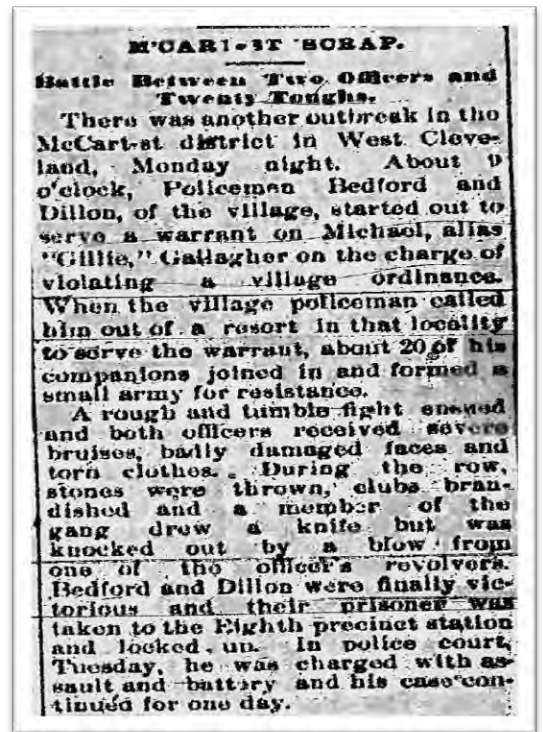 M'CART-ST SCRAP.
Battle Between Two Officers and
Twenty Toughs.
There was another outbreak in the
McCart-st district in West Cleve-
land, Monday night. About 9
o'clock, Policemen Bedford and
Dillon, of the village, started out to
serve a warrant on Michael, alias
"Gillie," Gallagher on the charge of
violating a village ordinance.
When the village policeman called
him out of a resort in that locality
to serve the warrant, about 20 of his
companions joined in and formed a
small army for resistance.
A rough and tumble fight ensued
and both officers received severe
bruises, badly damaged faces and
torn clothes. During the row,
stones were thrown, clubs bran-
dished and a member of the
gang drew a knife but was
knocked out by a blow from
one of the officer's revolvers.
Bedford and Dillon were finally vic-
torious and their prisoner was
taken to the Eighth precinct station
and locked up. In police court,
Tuesday, he was charged with as-
sault and battery and his case con-
tinued for one day.